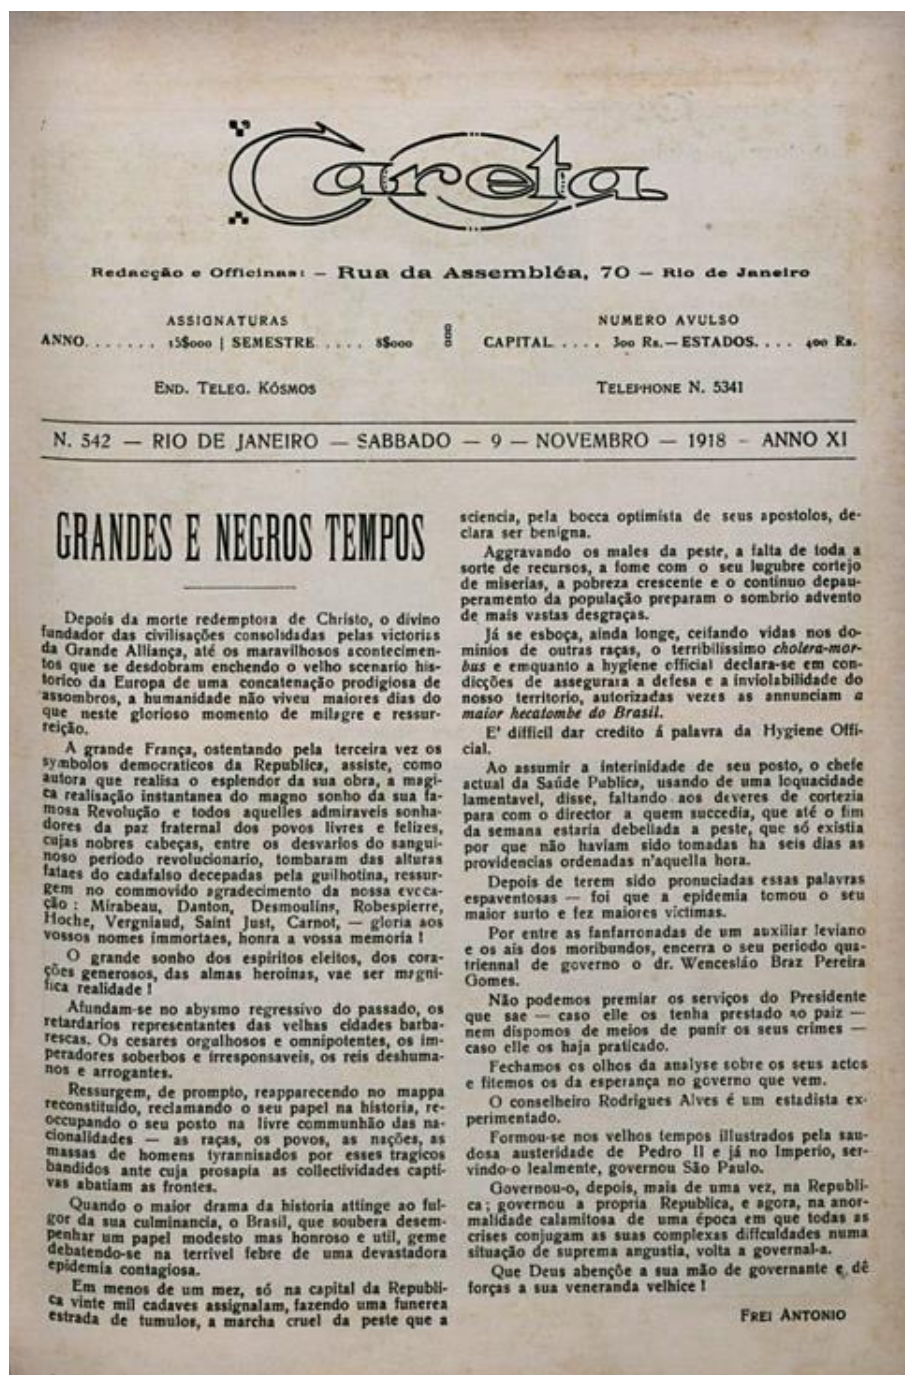 Careta
Redacção e Officinas: — Rua da Assembléa, 70 — Rio de Janeiro
ASSIGNATURAS
ANNO....... 15$000 | SEMESTRE..... 8$000
NUMERO AVULSO
CAPITAL..... 300 Rs.—ESTADOS.... 400 Rs.
END. TELEG. KÓSMOS
TELEPHONE N. 5341
N. 542 — RIO DE JANEIRO — SABBADO — 9 — NOVEMBRO — 1918 - ANNO XI
GRANDES E NEGROS TEMPOS
Depois da morte redemptora de Christo, o divino
fundador das civilisações consolidadas pelas victorias
da Grande Alliança, até os maravilhosos acontecimen-
tos que se desdobram enchendo o velho scenario his-
torico da Europa de uma concatenação prodigiosa de
assombros, a humanidade não viveu maiores dias do
que neste glorioso momento de milagre e ressur-
reição.
A grande França, ostentando pela terceira vez os
symbolos democraticos da Republica, assiste, como
autora que realisa o esplendor da sua obra, a magi-
ca realisação instantanea do magno sonho da sua fa-
mosa Revolução e todos aquelles admiraveis sonha-
dores da paz fraternal dos povos livres e felizes,
cujas nobres cabeças, entre os desvarios do sangui-
noso periodo revolucionario, tombaram das alturas
fataes do cadafalso decepadas pela guilhotina, ressur-
gem no commovido agradecimento da nossa evoca-
ção : Mirabeau, Danton, Desmoulins, Robespierre,
Hoche, Vergniaud, Saint Just, Carnot, — gloria aos
vossos nomes immortaes, honra a vossa memoria !
O grande sonho dos espiritos eleitos, dos cora-
ções generosos, das almas heroinas, vae ser magni-
fica realidade !
Afundam-se no abysmo regressivo do passado, os
retardarios representantes das velhas cidades barba-
rescas. Os cesares orgulhosos e omnipotentes, os im-
peradores soberbos e irresponsaveis, os reis deshuma-
nos e arrogantes.
Ressurgem, de prompto, reapparecendo no mappa
reconstituido, reclamando o seu papel na historia, re-
occupando o seu posto na livre communhão das na-
cionalidades — as raças, os povos, as nações, as
massas de homens tyrannisados por esses tragicos
bandidos ante cuja prosapia as collectividades capti-
vas abatiam as frontes.
Quando o maior drama da historia attinge ao ful-
gor da sua culminancia, o Brasil, que soubera desem-
penhar um papel modesto mas honroso e util, geme
debatendo-se na terrivel febre de uma devastadora
epidemia contagiosa.
Em menos de um mez, só na capital da Republi-
ca vinte mil cadaves assignalam, fazendo uma funerea
estrada de tumulos, a marcha cruel da peste que a
sciencia, pela bocca optimista de seus apostolos, de-
clara ser benigna.
Aggravando os males da peste, a falta de toda a
sorte de recursos, a fome com o seu lugubre cortejo
de miserias, a pobreza crescente e o continuo depau-
peramento da população preparam o sombrio advento
de mais vastas desgraças.
Já se esboça, ainda longe, ceifando vidas nos do-
minios de outras raças, o terribilissimo cholera-mor-
bus e emquanto a hygiene official declara-se em con-
dicções de assegurara a defesa e a inviolabilidade do
nosso territorio, autorizadas vezes as annunciam a
maior hecatombe do Brasil.
E' difficil dar credito á palavra da Hygiene Offi-
cial.
Ao assumir a interinidade de seu posto, o chefe
actual da Saúde Publica, usando de uma loquacidade
lamentavel, disse, faltando aos deveres de cortezia
para com o director a quem succedia, que até o fim
da semana estaria debellada a peste, que só existia
por que não haviam sido tomadas ha seis dias as
providencias ordenadas n'aquella hora.
Depois de terem sido pronuciadas essas palavras
espaventosas — foi que a epidemia tomou o seu
maior surto e fez maiores victimas.
Por entre as fanfarronadas de um auxiliar leviano
e os ais dos moribundos, encerra o seu periodo qua-
triennal de governo o dr. Wenceslão Braz Pereira
Gomes.
Não podemos premiar os serviços do Presidente
que sae — caso elle os tenha prestado ao paiz —
nem dispomos de meios de punir os seus crimes —
caso elle os haja praticado.
Fechamos os olhos da analyse sobre os seus actos
e fitemos os da esperança no governo que vem.
O conselheiro Rodrigues Alves é um estadista ex-
perimentado.
Formou-se nos velhos tempos illustrados pela sau-
dosa austeridade de Pedro II e já no Imperio, ser-
vindo-o lealmente, governou São Paulo.
Governou-o, depois, mais de uma vez, na Republi-
ca ; governou a propria Republica, e agora, na anor-
malidade calamitosa de uma época em que todas as
crises conjugam as suas complexas diffculdades numa
situação de suprema angustia, volta a governal-a.
Que Deus abençõe a sua mão de governante e dê
forças a sua veneranda velhice !
FREI ANTONIO